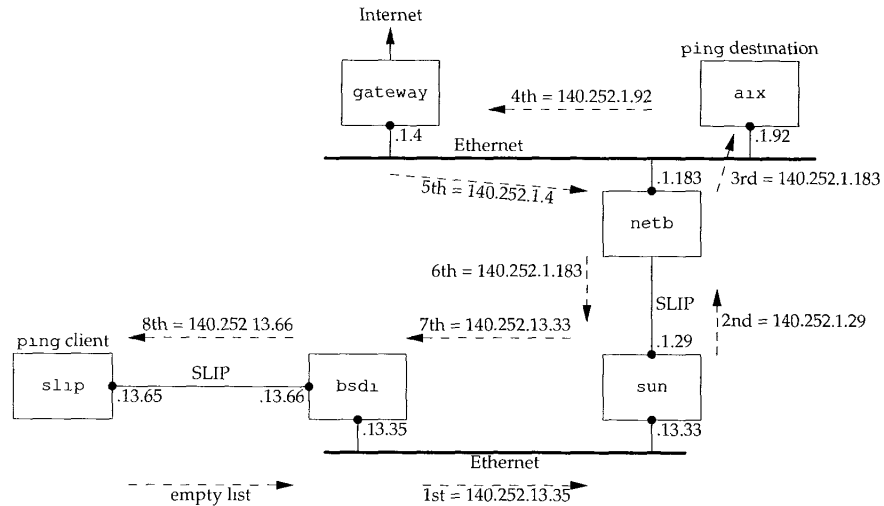 Internet
ping destination
gateway
4th = 140.252.1.92
aix
.1.4
.1.92
Ethernet
.1.183
3rd = 140.252.1.183
5th = 140.252.1.4
netb
6th = 140.252.1.183
SLIP
2nd = 140.252.1.29
8th = 140.252 13.66
7th = 140.252.13.33
ping client
.1.29
slip
SLIP
bsdi
sun
.13.65
.13.66
.13.35
.13.33
Ethernet
empty list
1st = 140.252.13.35